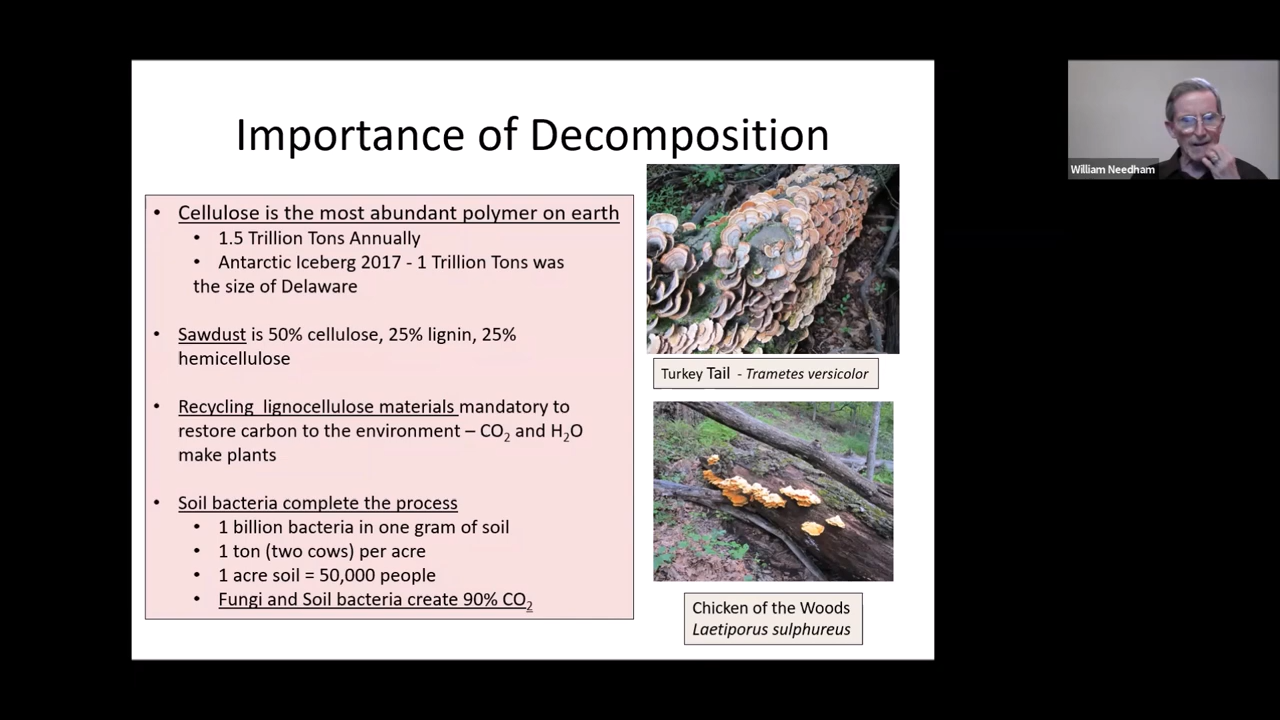 Importance of Decomposition
• Cellulose is the most abundant polymer on earth
• 1.5 Trillion Tons Annually
• Antarctic Iceberg 2017 - 1 Trillion Tons was
the size of Delaware
• Sawdust is 50% cellulose, 25% lignin, 25%
hemicellulose
• Recycling lignocellulose materials mandatory to
restore carbon to the environment – CO₂ and H₂O
make plants
• Soil bacteria complete the process
• 1 billion bacteria in one gram of soil
• 1 ton (two cows) per acre
• 1 acre soil = 50,000 people
• Fungi and Soil bacteria create 90% CO₂
Turkey Tail - Trametes versicolor
Chicken of the Woods
Laetiporus sulphureus
William Needham